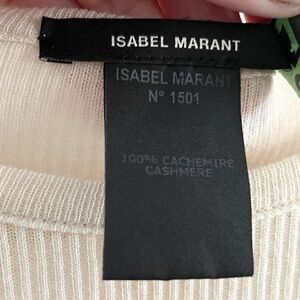 ISABEL MARANT
ISABEL MARANT
N° 1501
100% CACHEMIRE
CASHMERE